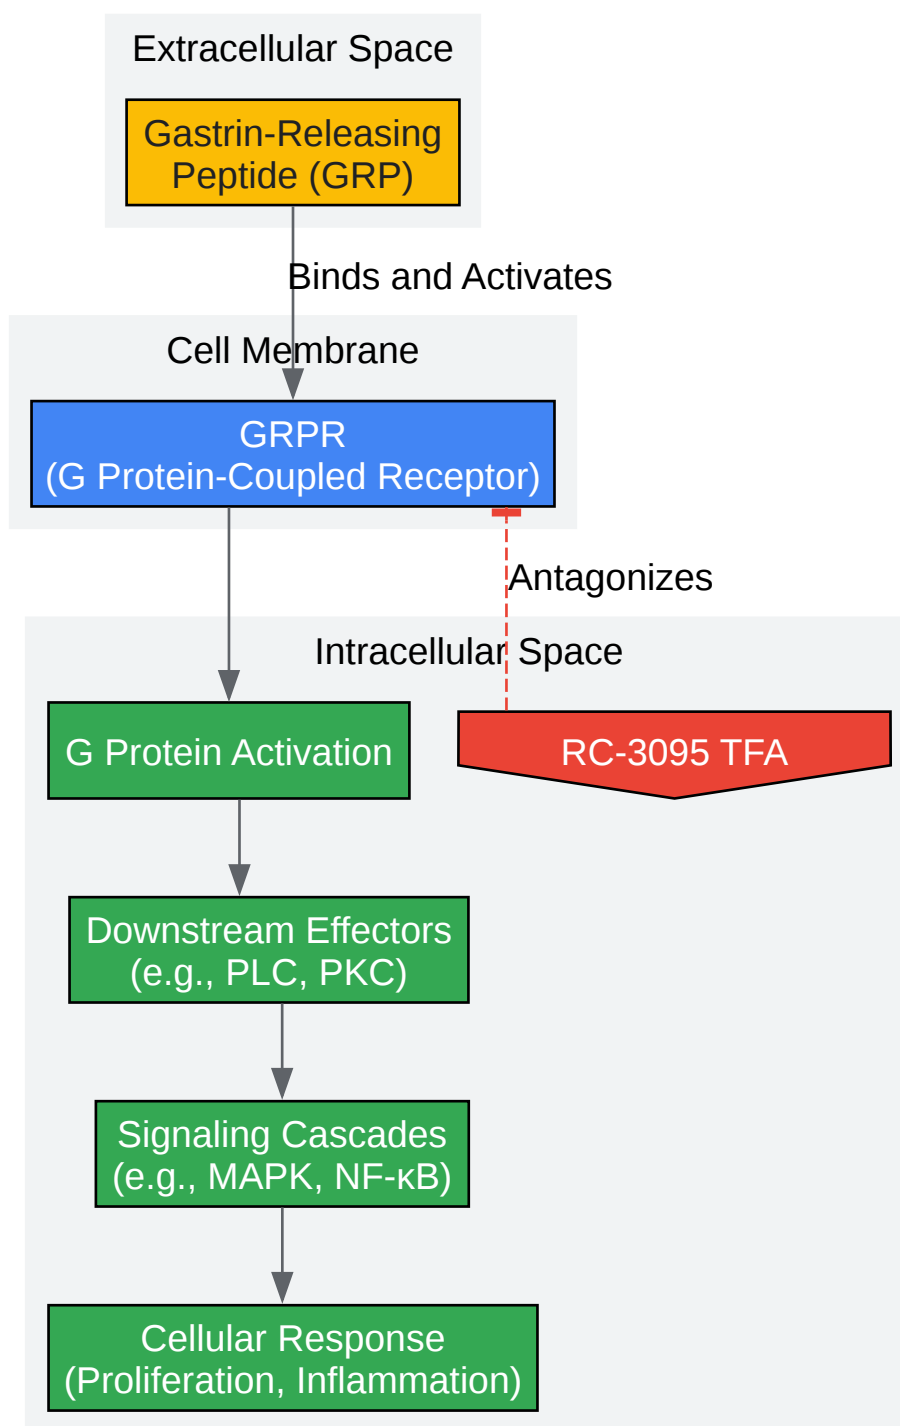 Extracellular Space
Gastrin-Releasing
Peptide (GRP)
Binds and Activates
Cell Membrane
GRPR
(G Protein-Coupled Receptor)
Antagonizes
Intracellular Space
G Protein Activation
RC-3095 TFA
Downstream Effectors
(e.g., PLC, PKC)
Signaling Cascades
(e.g., MAPK, NF-κB)
Cellular Response
(Proliferation, Inflammation)